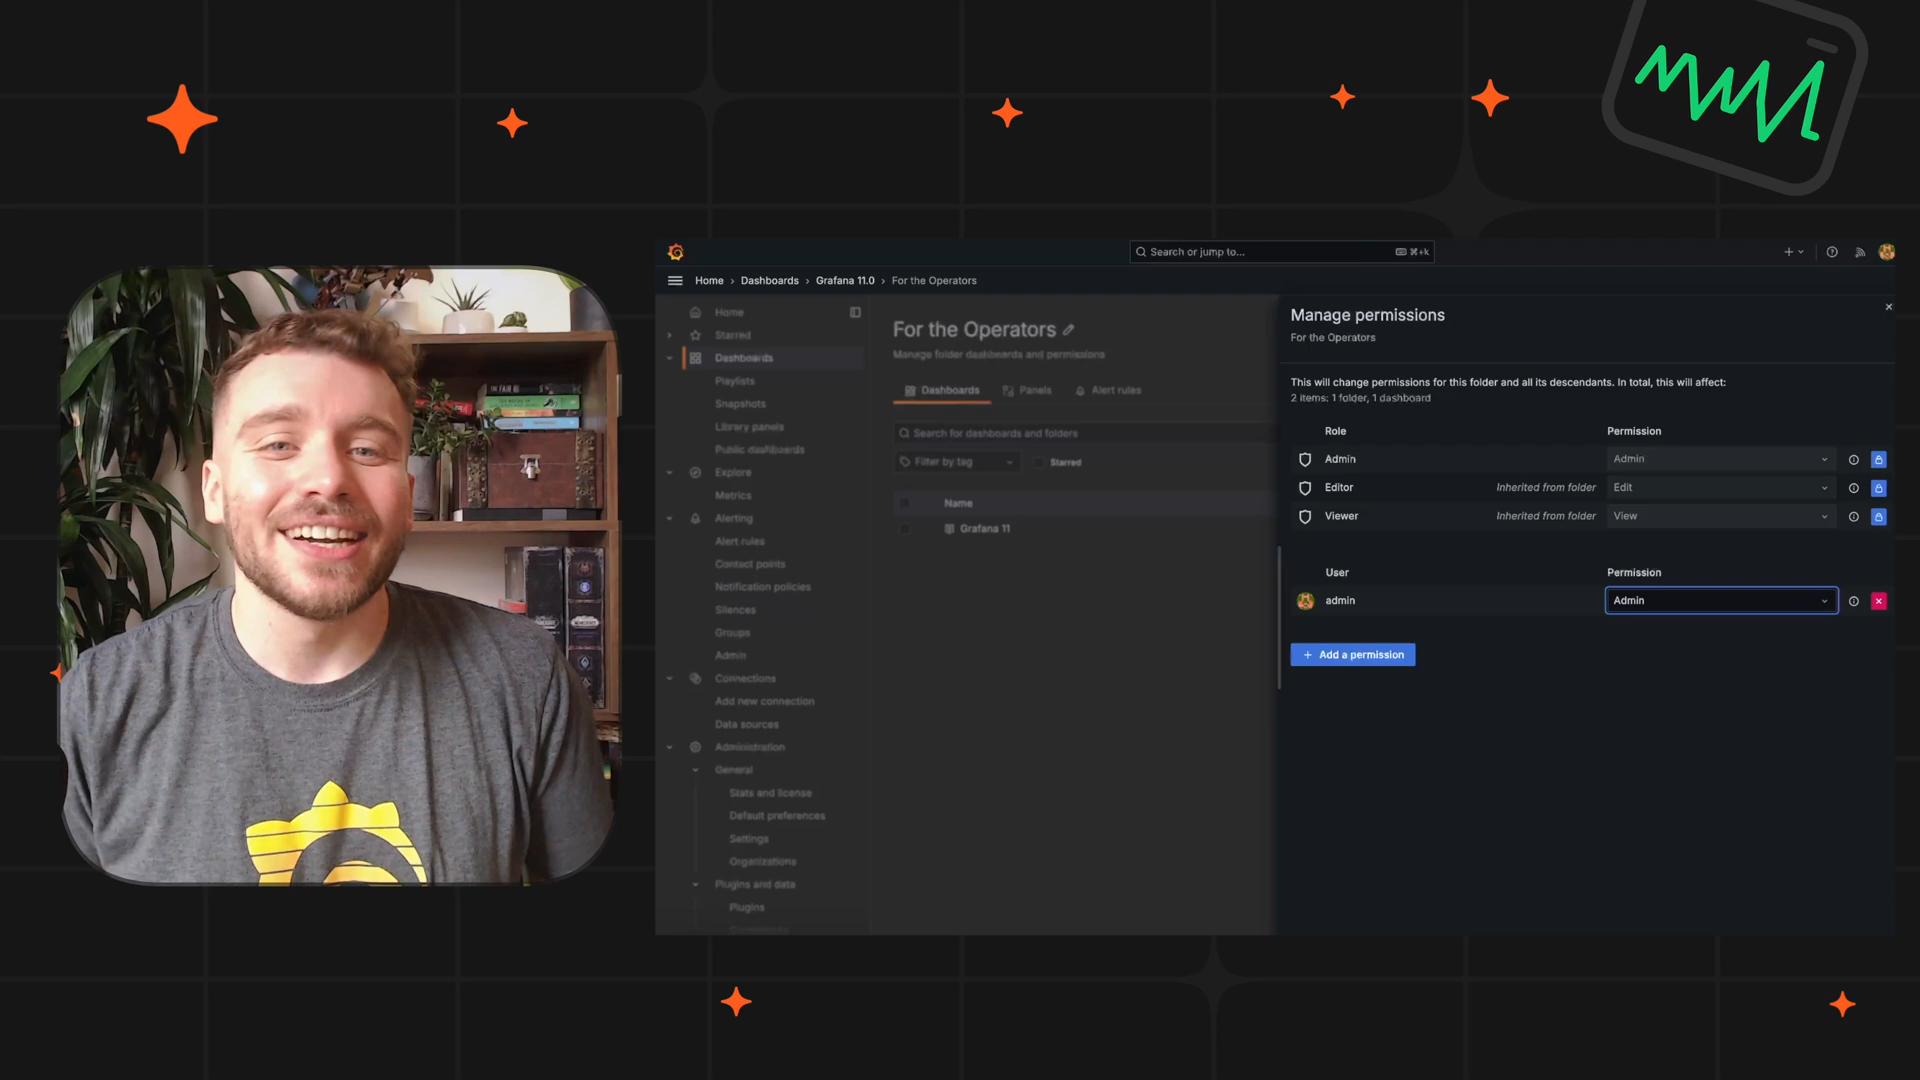 Search or jump to...
⌘+k
Home › Dashboards › Grafana 11.0 › For the Operators
Home
Starred
Dashboards
Playlists
Snapshots
Library panels
Public dashboards
Explore
Metrics
Alerting
Alert rules
Contact points
Notification policies
Silences
Groups
Admin
Connections
Add new connection
Data sources
Administration
General
Stats and license
Default preferences
Settings
Organizations
Plugins and data
Plugins
For the Operators
Manage folder dashboards and permissions
Dashboards
Panels
Alert rules
Search for dashboards and folders
Filter by tag
Starred
Name
Grafana 11
Manage permissions
For the Operators
This will change permissions for this folder and all its descendants. In total, this will affect:
2 items: 1 folder, 1 dashboard
Role Permission
Admin Admin
Editor Inherited from folder Edit
Viewer Inherited from folder View
User Permission
admin Admin
+ Add a permission